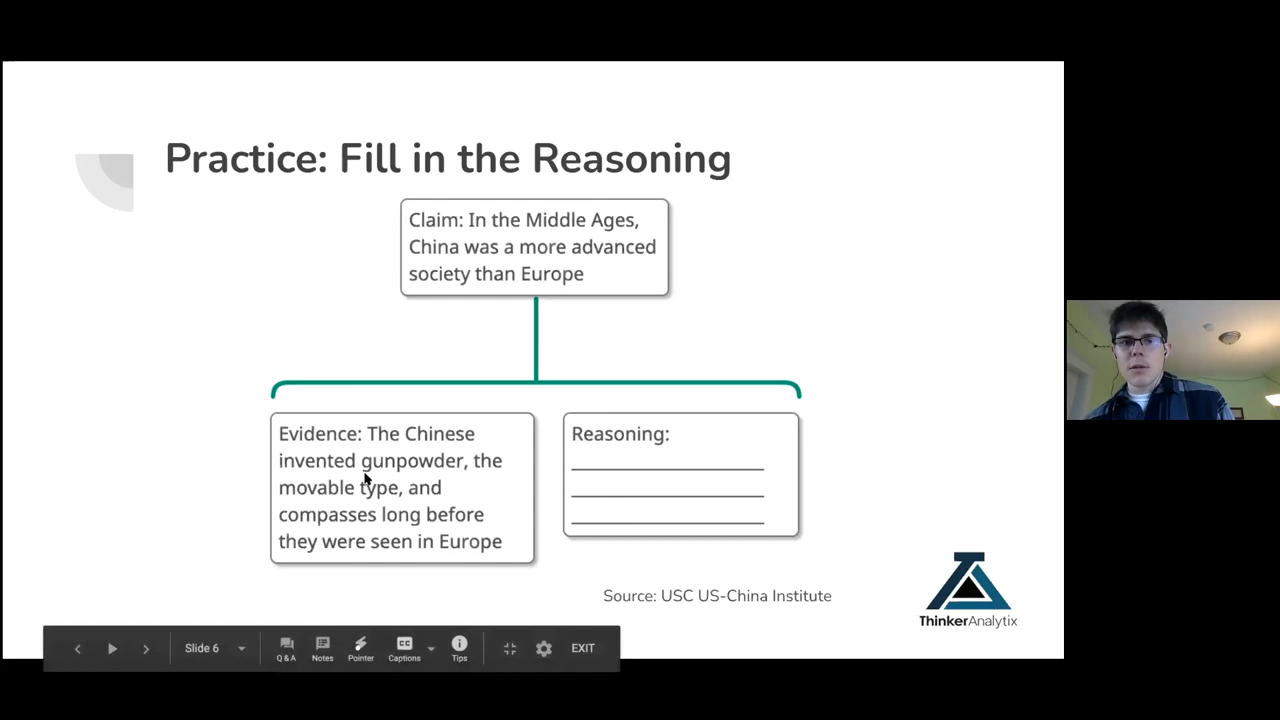 Practice: Fill in the Reasoning
Claim: In the Middle Ages,
China was a more advanced
society than Europe
Evidence: The Chinese
invented gunpowder, the
movable type, and
compasses long before
they were seen in Europe
Reasoning:
Source: USC US-China Institute
ThinkerAnalytix
Slide 6
Q & A
Notes
Pointer
CC
Captions
Tips
EXIT